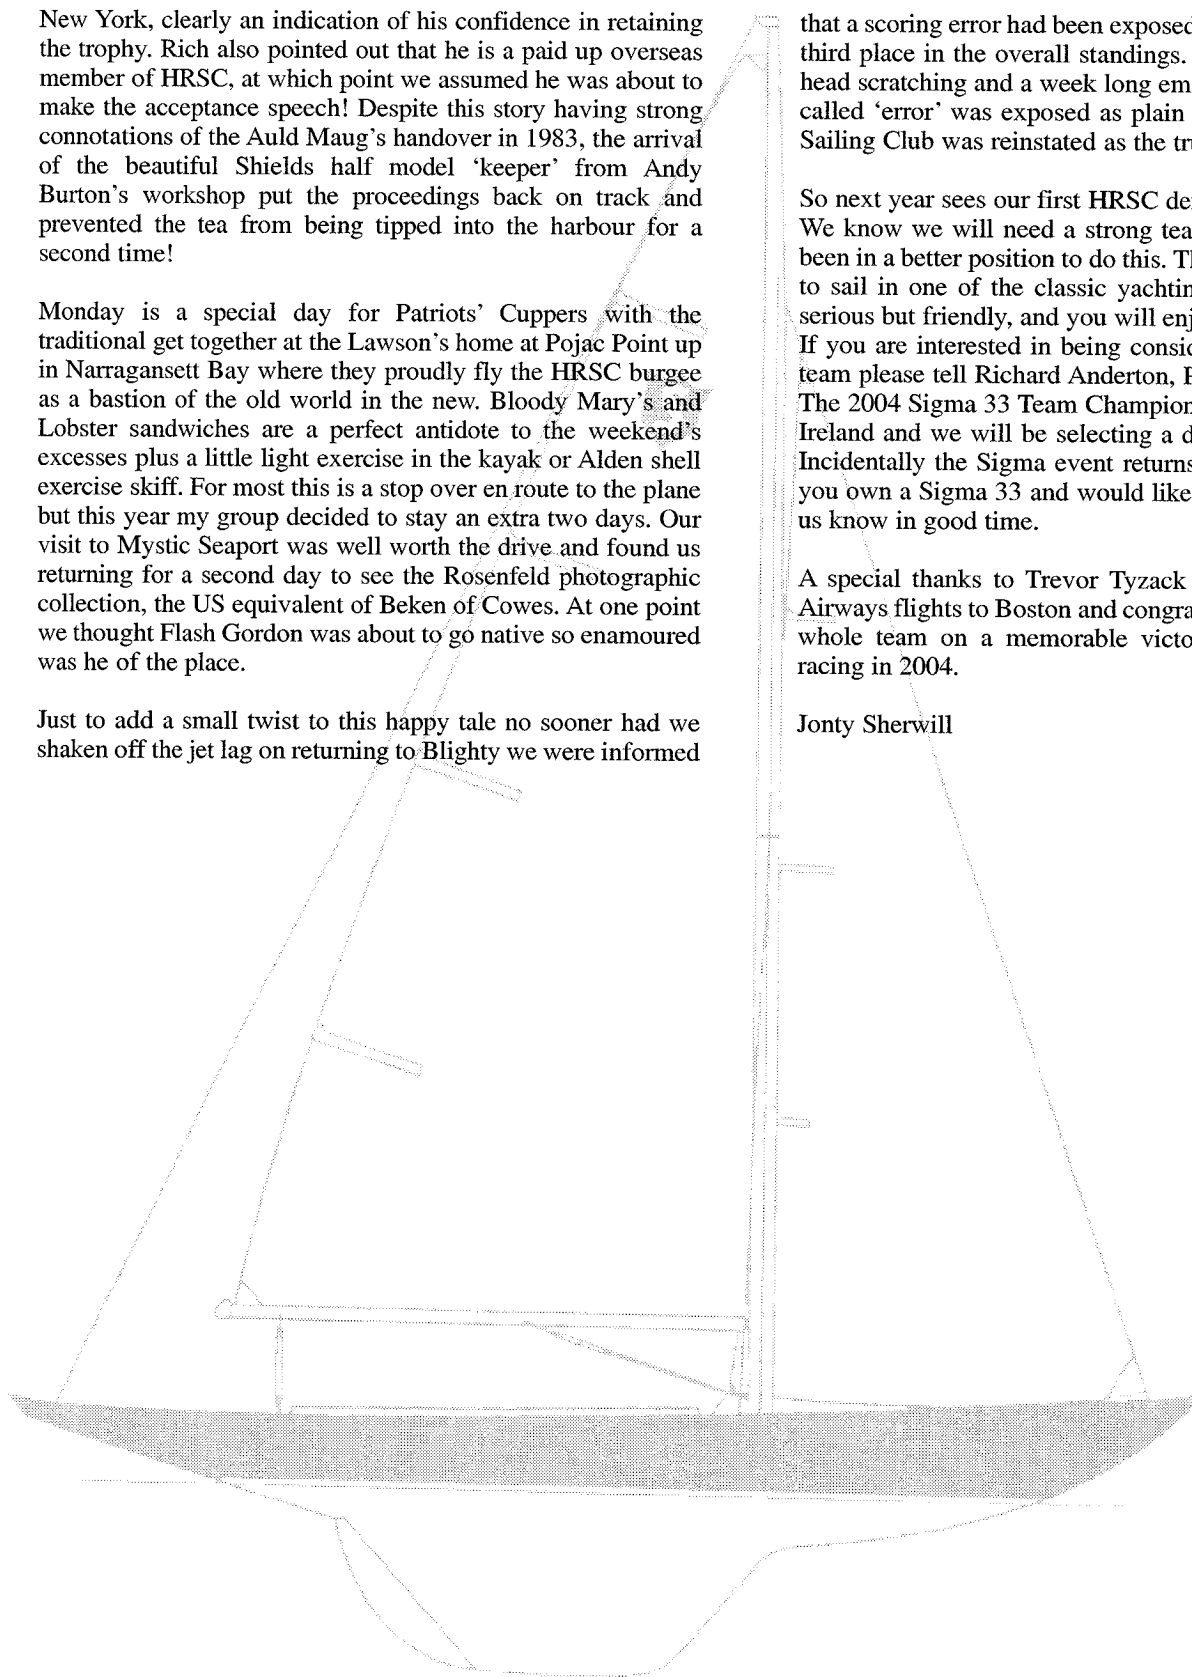 New York, clearly an indication of his confidence in retaining
the trophy. Rich also pointed out that he is a paid up overseas
member of HRSC, at which point we assumed he was about to
make the acceptance speech! Despite this story having strong
connotations of the Auld Maug's handover in 1983, the arrival
of the beautiful Shields half model ‘keeper’ from Andy
Burton's workshop put the proceedings back on track and
prevented the tea from being tipped into the harbour for a
second time!
Monday is a special day for Patriots' Cuppers with the
traditional get together at the Lawson's home at Pojac Point up
in Narragansett Bay where they proudly fly the HRSC burgee
as a bastion of the old world in the new. Bloody Mary's and
Lobster sandwiches are a perfect antidote to the weekend's
excesses plus a little light exercise in the kayak or Alden shell
exercise skiff. For most this is a stop over en route to the plane
but this year my group decided to stay an extra two days. Our
visit to Mystic Seaport was well worth the drive and found us
returning for a second day to see the Rosenfeld photographic
collection, the US equivalent of Beken of Cowes. At one point
we thought Flash Gordon was about to go native so enamoured
was he of the place.
Just to add a small twist to this happy tale no sooner had we
shaken off the jet lag on returning to Blighty we were informed
that a scoring error had been exposed
third place in the overall standings.
head scratching and a week long em
called ‘error’ was exposed as plain
Sailing Club was reinstated as the tr
So next year sees our first HRSC de
We know we will need a strong tea
been in a better position to do this. T
to sail in one of the classic yachtin
serious but friendly, and you will enj
If you are interested in being consid
team please tell Richard Anderton,
The 2004 Sigma 33 Team Champion
Ireland and we will be selecting a d
Incidentally the Sigma event returns
you own a Sigma 33 and would like
us know in good time.
A special thanks to Trevor Tyzack
Airways flights to Boston and congra
whole team on a memorable victo
racing in 2004.
Jonty Sherwill